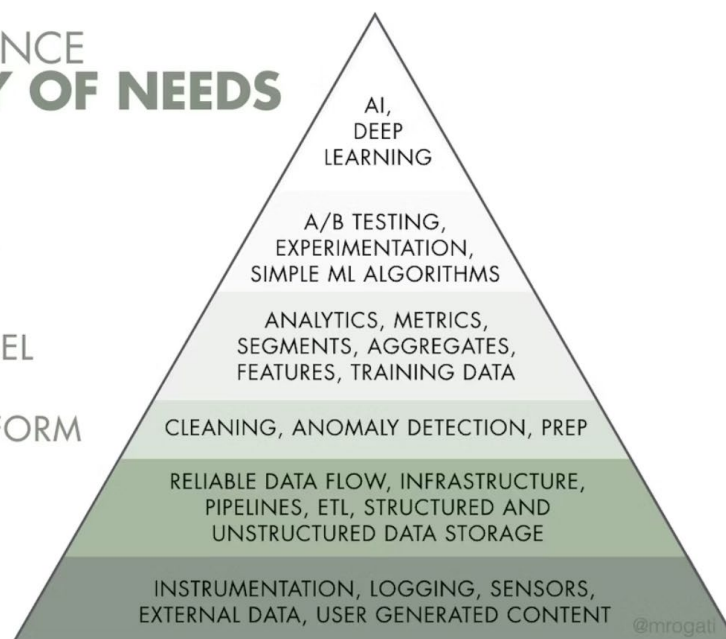 NCE
Y OF NEEDS
AI,
DEEP
LEARNING
A/B TESTING,
EXPERIMENTATION,
SIMPLE ML ALGORITHMS
ANALYTICS, METRICS,
SEGMENTS, AGGREGATES,
FEATURES, TRAINING DATA
EL
FORM
CLEANING, ANOMALY DETECTION, PREP
RELIABLE DATA FLOW, INFRASTRUCTURE,
PIPELINES, ETL, STRUCTURED AND
UNSTRUCTURED DATA STORAGE
INSTRUMENTATION, LOGGING, SENSORS,
EXTERNAL DATA, USER GENERATED CONTENT
@mrogati